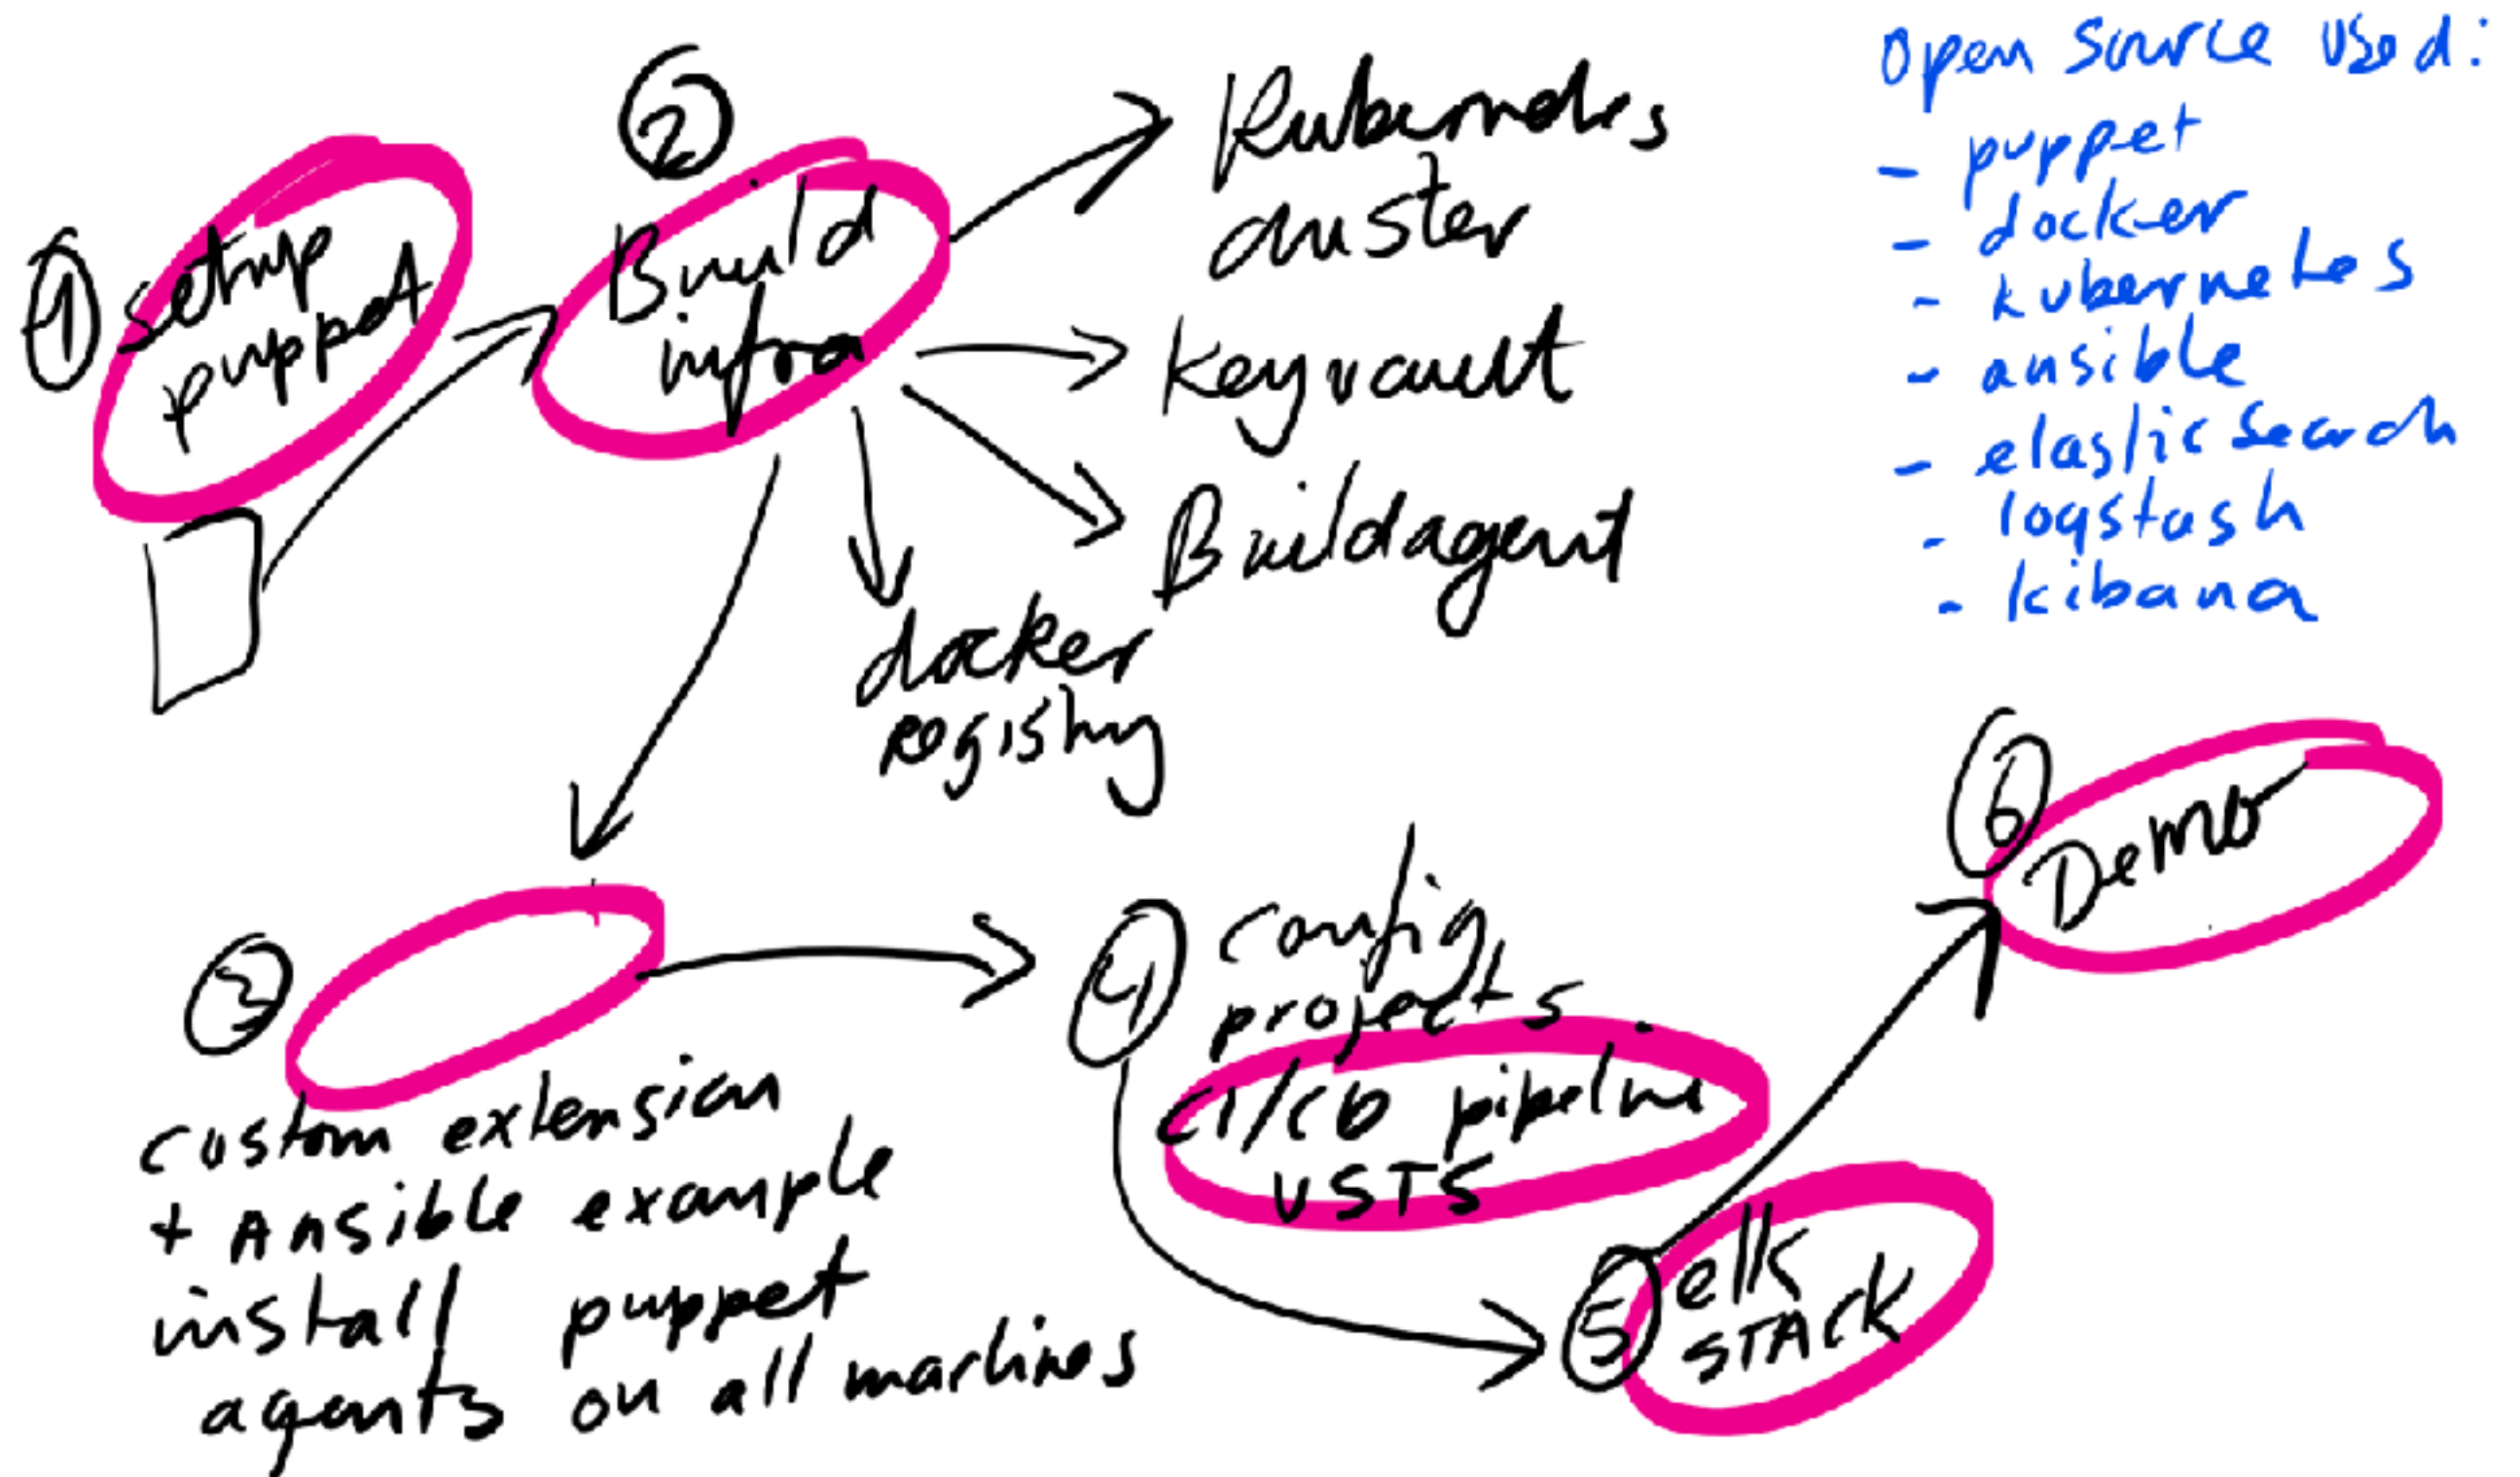 1
setup
puppet
2
Build
infra
Kubernetes
cluster
Keyvault
Buildagent
docker
registry
Open Source Used:
- puppet
- docker
- kubernetes
- ansible
- elasticsearch
- logstash
- kibana
3
custom extension
+ Ansible example
install puppet
agents on all machines
4
config
projects
CI/CD pipeline
VSTS
5
elk
STACK
6
Demo